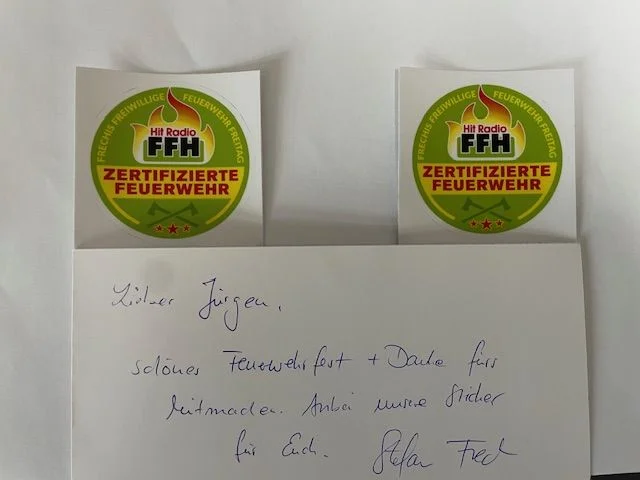 FRECHIS FREIWILLIGE FEUERWEHR FREITAG
Hit Radio
FFH
ZERTIFIZIERTE
FEUERWEHR
FRECHIS FREIWILLIGE FEUERWEHR FREITAG
Hit Radio
FFH
ZERTIFIZIERTE
FEUERWEHR
Lieber Jürgen,
schönes Feuerwehrfest + Danke fürs
Mitmachen. Anbei unsere Sticker
für Euch. Stefan Frech